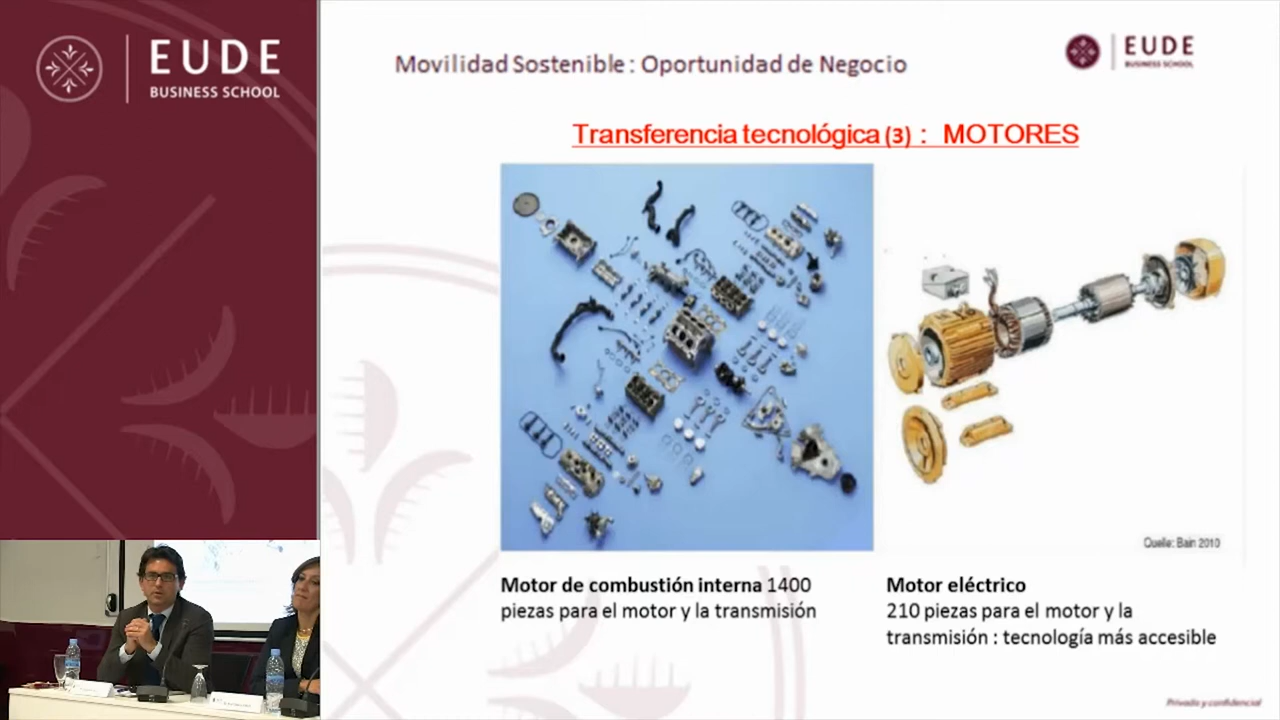 EUDE
BUSINESS SCHOOL
Movilidad Sostenible : Oportunidad de Negocio
EUDE
BUSINESS SCHOOL
Transferencia tecnológica (3) : MOTORES
Quelle: Bain 2010
Motor de combustión interna 1400
piezas para el motor y la transmisión
Motor eléctrico
210 piezas para el motor y la
transmisión : tecnología más accesible
Privado y confidencial